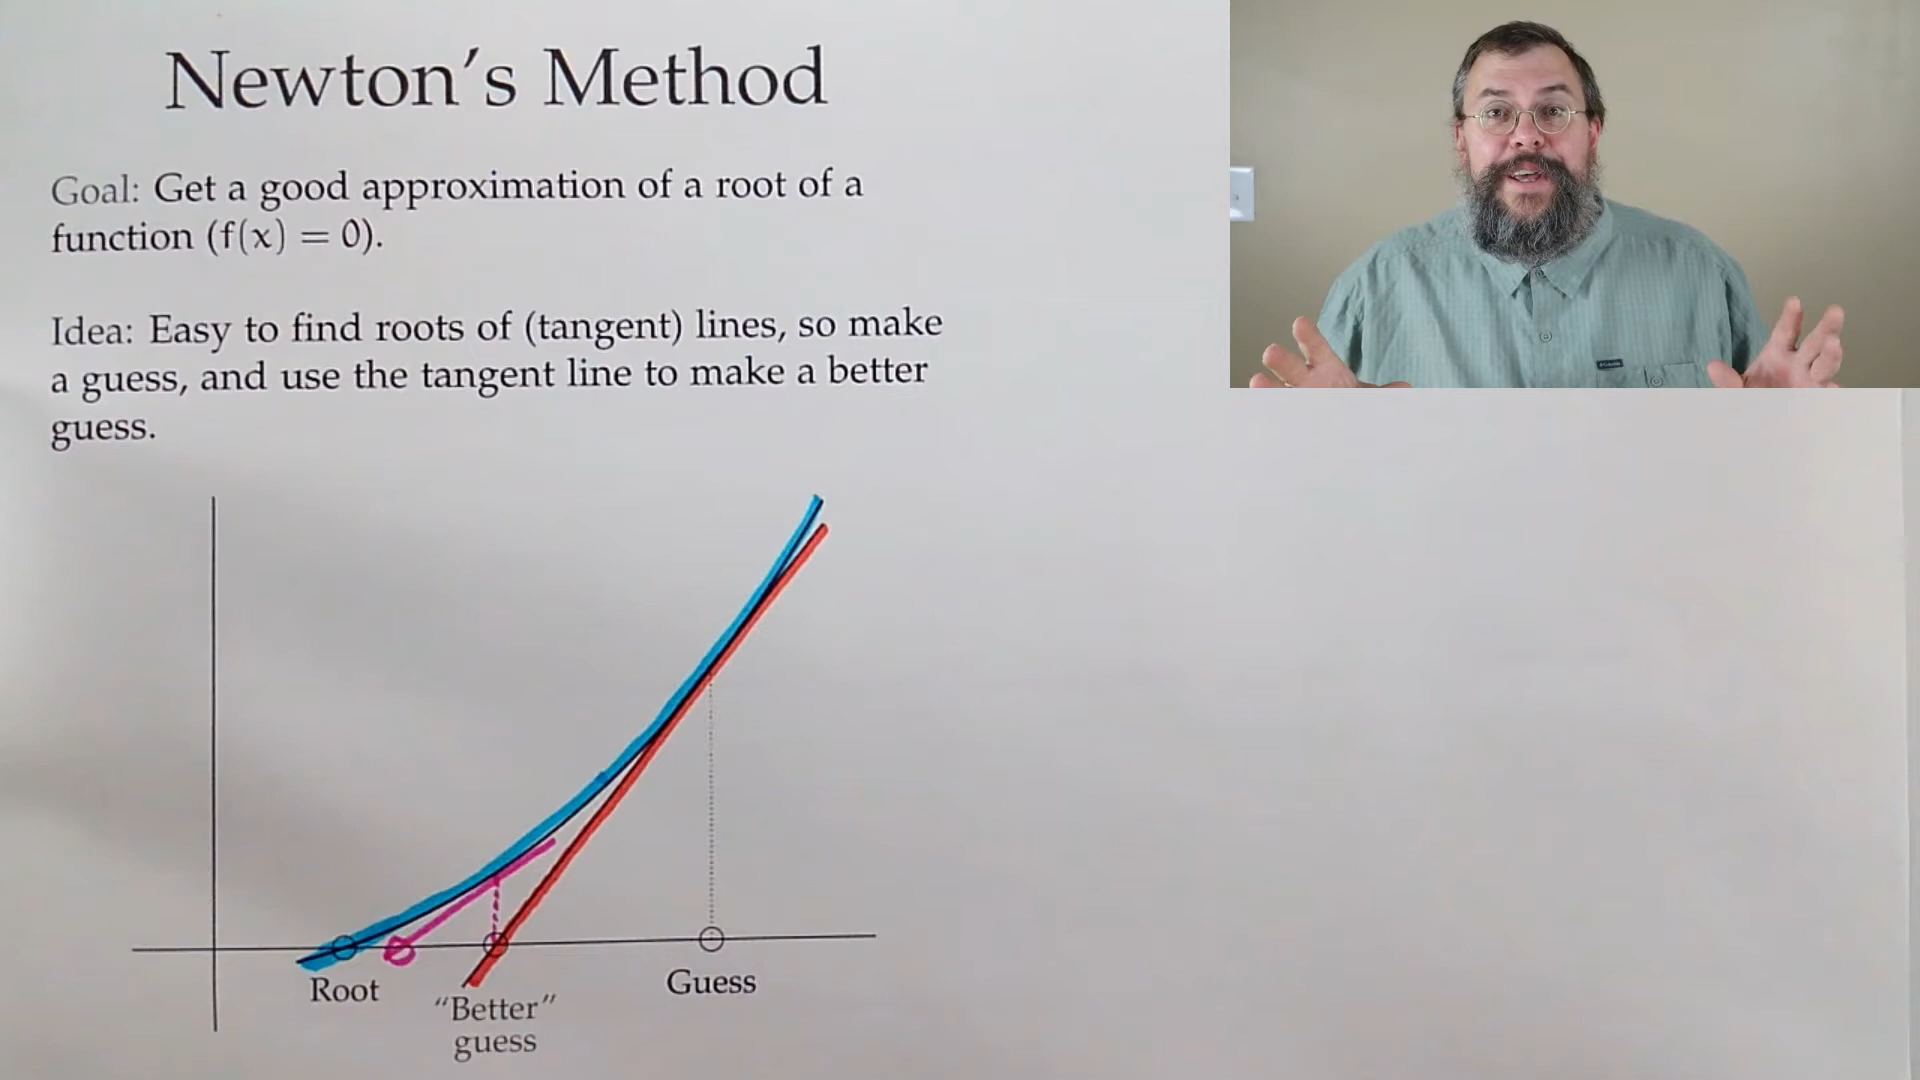 Newton's Method
Goal: Get a good approximation of a root of a
function (f(x) = 0).
Idea: Easy to find roots of (tangent) lines, so make
a guess, and use the tangent line to make a better
guess.
Root
"Better"
guess
Guess